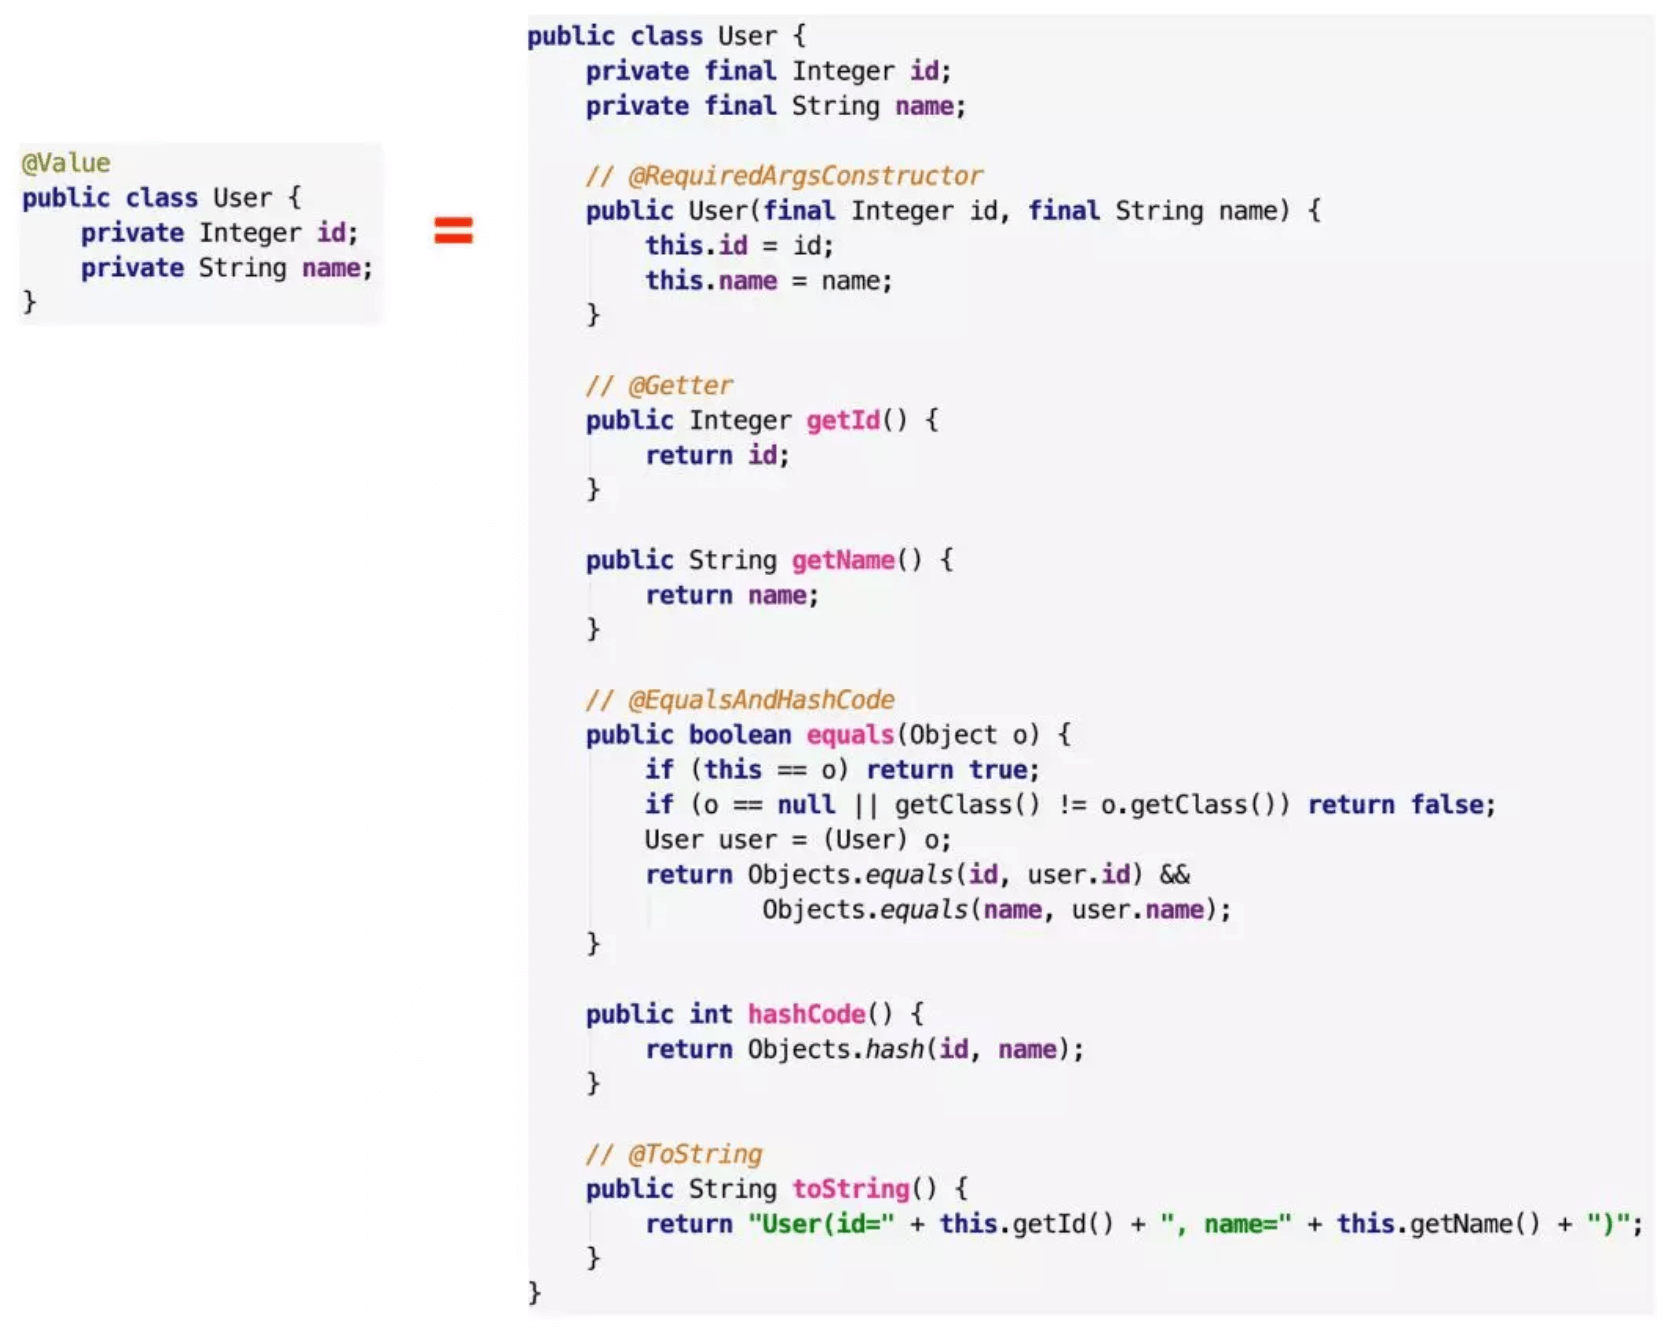 @Value
public class User {
    private Integer id;
    private String name;
}
=
public class User {
    private final Integer id;
    private final String name;

    // @RequiredArgsConstructor
    public User(final Integer id, final String name) {
        this.id = id;
        this.name = name;
    }

    // @Getter
    public Integer getId() {
        return id;
    }

    public String getName() {
        return name;
    }

    // @EqualsAndHashCode
    public boolean equals(Object o) {
        if (this == o) return true;
        if (o == null || getClass() != o.getClass()) return false;
        User user = (User) o;
        return Objects.equals(id, user.id) &&
                Objects.equals(name, user.name);
    }

    public int hashCode() {
        return Objects.hash(id, name);
    }

    // @ToString
    public String toString() {
        return "User(id=" + this.getId() + ", name=" + this.getName() + ")";
    }
}